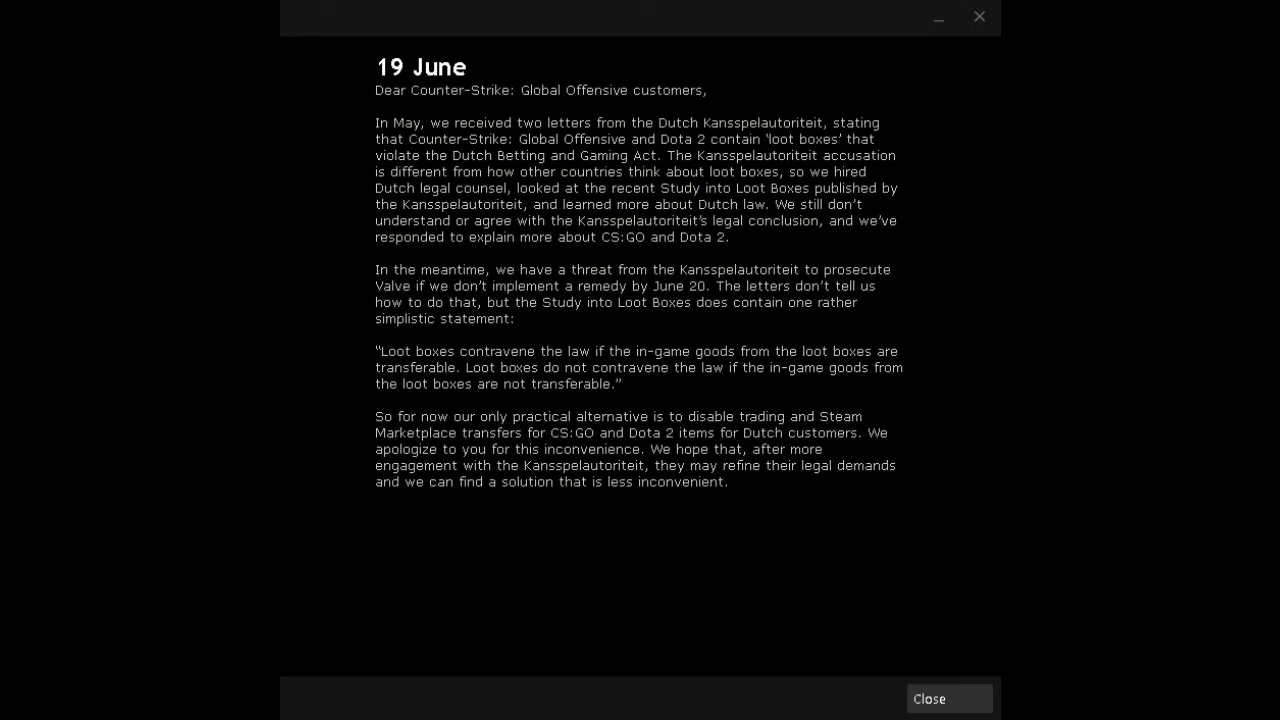 19 June
Dear Counter-Strike: Global Offensive customers,
In May, we received two letters from the Dutch Kansspelautoriteit, stating
that Counter-Strike: Global Offensive and Dota 2 contain ‘loot boxes’ that
violate the Dutch Betting and Gaming Act. The Kansspelautoriteit accusation
is different from how other countries think about loot boxes, so we hired
Dutch legal counsel, looked at the recent Study into Loot Boxes published by
the Kansspelautoriteit, and learned more about Dutch law. We still don’t
understand or agree with the Kansspelautoriteit’s legal conclusion, and we’ve
responded to explain more about CS:GO and Dota 2.
In the meantime, we have a threat from the Kansspelautoriteit to prosecute
Valve if we don’t implement a remedy by June 20. The letters don’t tell us
how to do that, but the Study into Loot Boxes does contain one rather
simplistic statement:
“Loot boxes contravene the law if the in-game goods from the loot boxes are
transferable. Loot boxes do not contravene the law if the in-game goods from
the loot boxes are not transferable.”
So for now our only practical alternative is to disable trading and Steam
Marketplace transfers for CS:GO and Dota 2 items for Dutch customers. We
apologize to you for this inconvenience. We hope that, after more
engagement with the Kansspelautoriteit, they may refine their legal demands
and we can find a solution that is less inconvenient.
Close